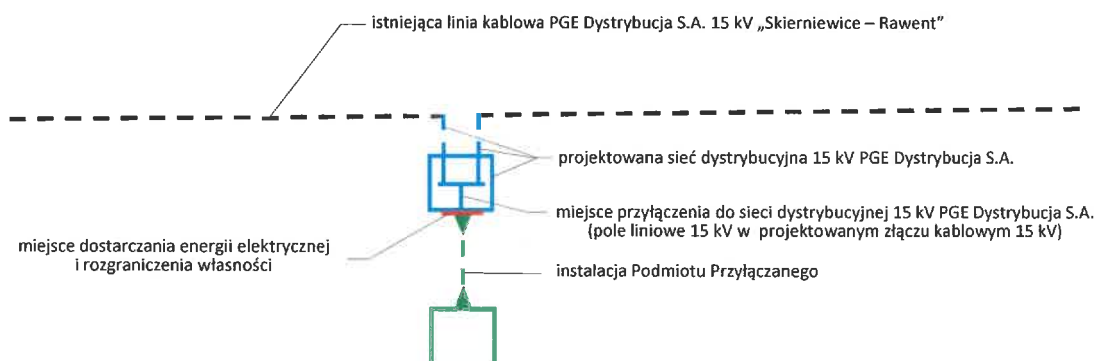 istniejąca linia kablowa PGE Dystrybucja S.A. 15 kV „Skierniewice – Rawent”
projektowana sieć dystrybucyjna 15 kV PGE Dystrybucja S.A.
miejsce przyłączenia do sieci dystrybucyjnej 15 kV PGE Dystrybucja S.A.
(pole liniowe 15 kV w projektowanym złączu kablowym 15 kV)
miejsce dostarczania energii elektrycznej
i rozgraniczenia własności
instalacja Podmiotu Przyłączanego